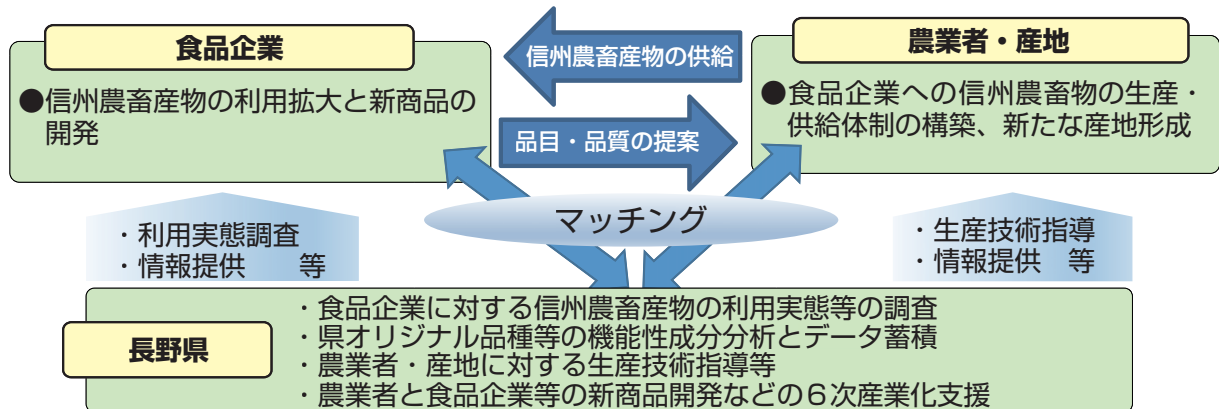 食品企業
●信州農畜産物の利用拡大と新商品の
開発
信州農畜産物の供給
品目・品質の提案
農業者・産地
●食品企業への信州農畜物の生産・
供給体制の構築、新たな産地形成
マッチング
・利用実態調査
・情報提供　等
・生産技術指導
・情報提供　等
長野県
・食品企業に対する信州農畜産物の利用実態等の調査
・県オリジナル品種等の機能性成分分析とデータ蓄積
・農業者・産地に対する生産技術指導等
・農業者と食品企業等の新商品開発などの６次産業化支援